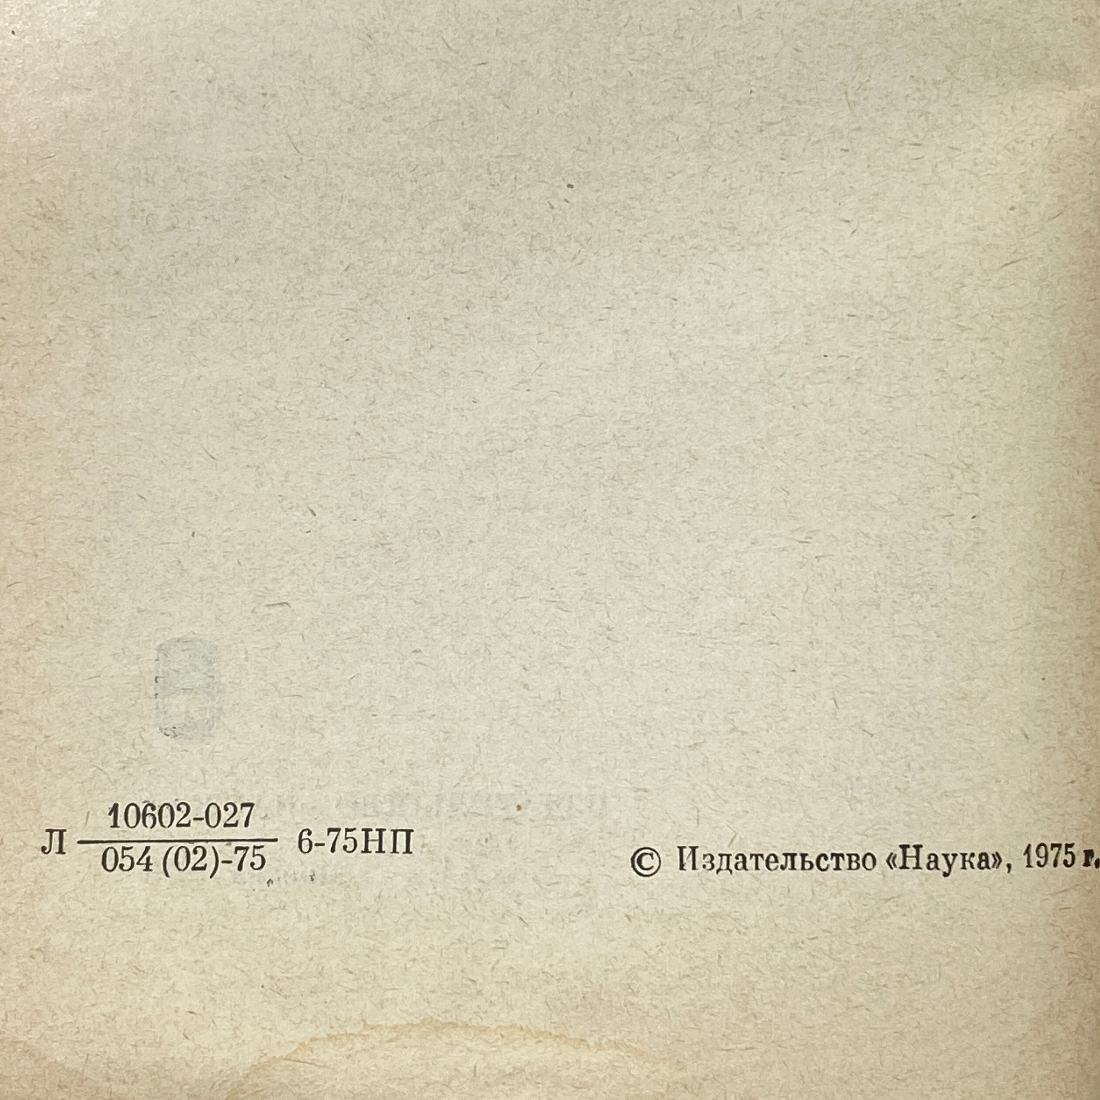 10602-027
Л 6-75НП
054 (02)-75
© Издательство «Наука», 1975 г.